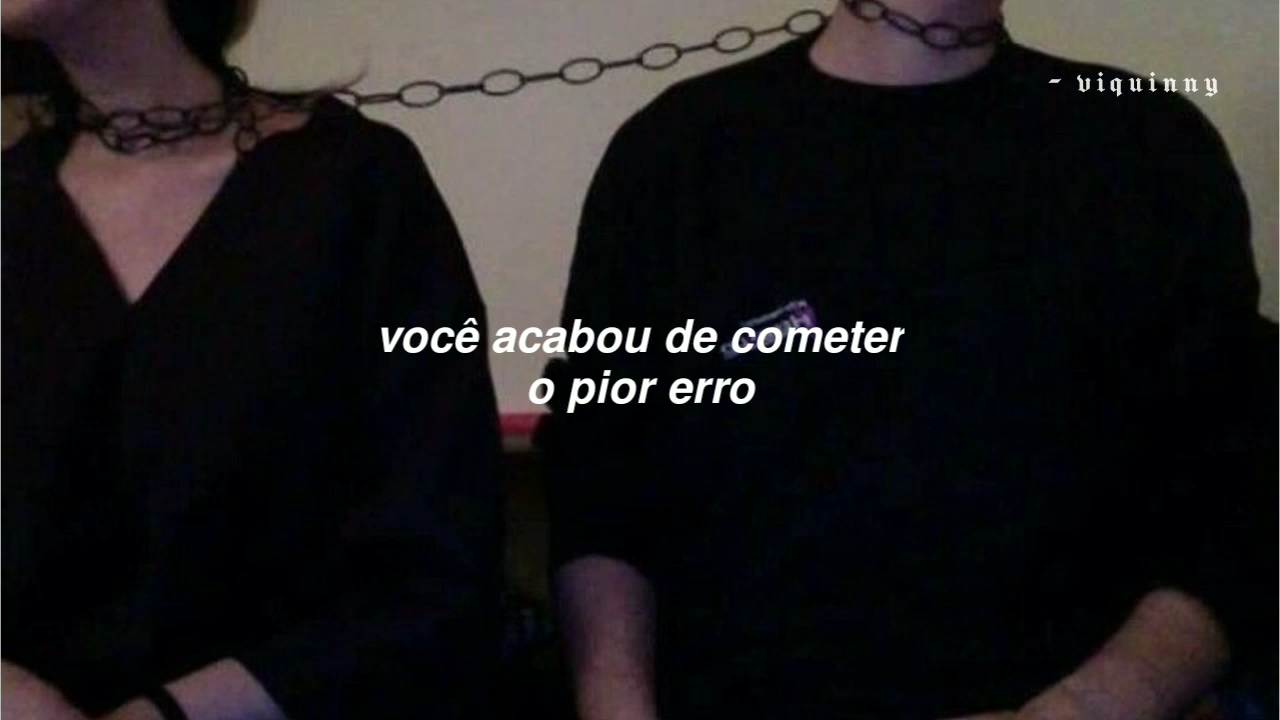 - viquinny
você acabou de cometer
o pior erro